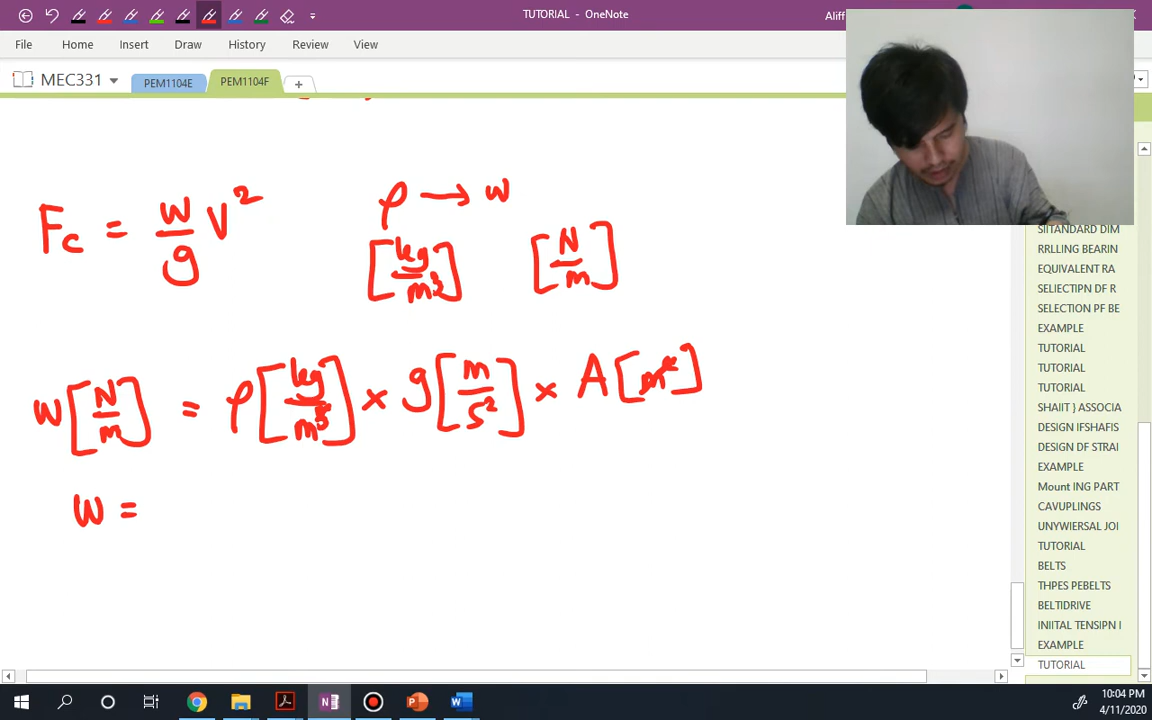 TUTORIAL - OneNote
Aliff
File Home Insert Draw History Review View
MEC331 PEM1104E PEM1104F
Fc = w/g V² ρ → w
[kg/m³] [N/m]
w[N/m] = ρ[kg/m³] × g[m/s²] × A[m²]
w =
SIITANDARD DIM
RRLLING BEARIN
EQUIVALENT RA
SELIECTIPN DF R
SELECTION PF BE
EXAMPLE
TUTORIAL
TUTORIAL
TUTORIAL
SHAIIT } ASSOCIA
DESIGN IFSHAFIS
DESIGN DF STRAI
EXAMPLE
Mount ING PART
CAVUPLINGS
UNYWIERSAL JOI
TUTORIAL
BELTS
THPES PEBELTS
BELTIDRIVE
INIITAL TENSIPN I
EXAMPLE
TUTORIAL
10:04 PM
4/11/2020